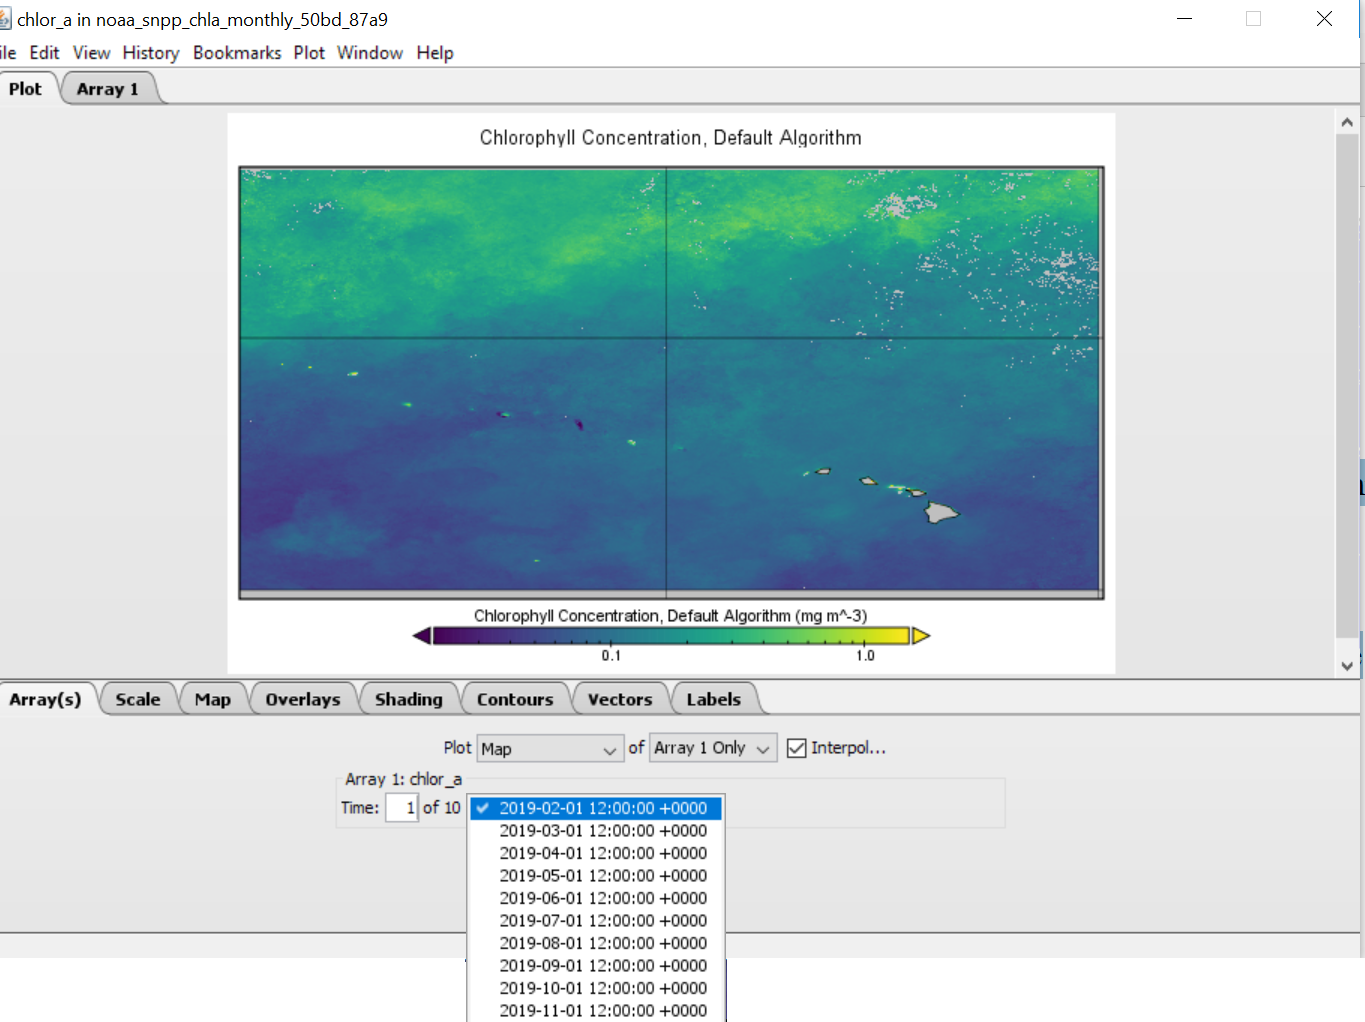 chlor_a in noaa_snpp_chla_monthly_50bd_87a9
ile Edit View History Bookmarks Plot Window Help
Plot Array 1
Chlorophyll Concentration, Default Algorithm
Chlorophyll Concentration, Default Algorithm (mg m^-3)
0.1 1.0
Array(s) Scale Map Overlays Shading Contours Vectors Labels
Plot Map of Array 1 Only Interpol...
Array 1: chlor_a
Time: 1 of 10 2019-02-01 12:00:00 +0000
2019-03-01 12:00:00 +0000
2019-04-01 12:00:00 +0000
2019-05-01 12:00:00 +0000
2019-06-01 12:00:00 +0000
2019-07-01 12:00:00 +0000
2019-08-01 12:00:00 +0000
2019-09-01 12:00:00 +0000
2019-10-01 12:00:00 +0000
2019-11-01 12:00:00 +0000